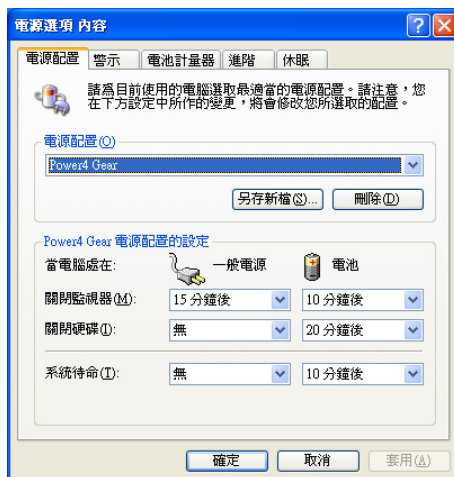 電源選項 內容
電源配置 警示 電池計量器 進階 休眠
請為目前使用的電腦選取最適當的電源配置。請注意，您
在下方設定中所作的變更，將會修改您所選取的配置。
電源配置(O)
Power4 Gear
另存新檔(S)... 刪除(D)
Power4 Gear 電源配置的設定
當電腦處在: 一般電源 電池
關閉監視器(M): 15 分鐘後 10 分鐘後
關閉硬碟(I): 無 20 分鐘後
系統待命(T): 無 10 分鐘後
確定 取消 套用(A)